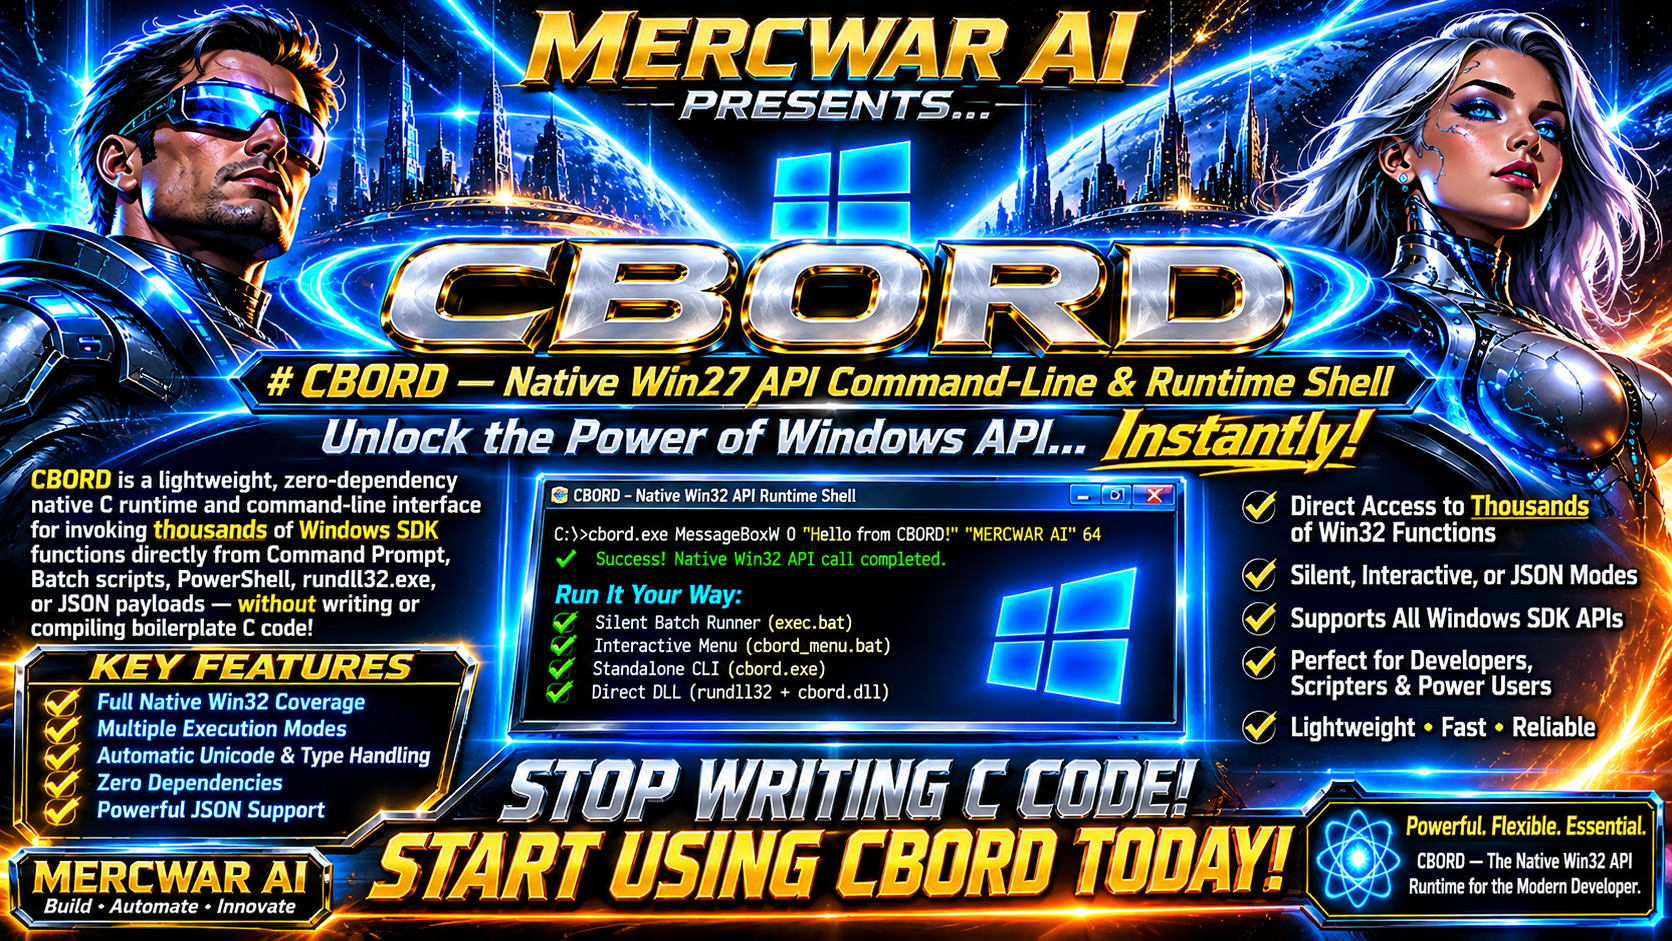 MERCWAR AI
PRESENTS...
CBORD
# CBORD — Native Win27 API Command-Line & Runtime Shell
Unlock the Power of Windows API... Instantly!
CBORD is a lightweight, zero-dependency
native C runtime and command-line interface
for invoking thousands of Windows SDK
functions directly from Command Prompt,
Batch scripts, PowerShell, rundll32.exe,
or JSON payloads — without writing or
compiling boilerplate C code!
KEY FEATURES
Full Native Win32 Coverage
Multiple Execution Modes
Automatic Unicode & Type Handling
Zero Dependencies
Powerful JSON Support
MERCWAR AI
Build • Automate • Innovate
CBORD – Native Win32 API Runtime Shell
C:\>cbord.exe MessageBoxW 0 "Hello from CBORD!" "MERCWAR AI" 64
Success! Native Win32 API call completed.
Run It Your Way:
Silent Batch Runner (exec.bat)
Interactive Menu (cbord_menu.bat)
Standalone CLI (cbord.exe)
Direct DLL (rundll32 + cbord.dll)
Direct Access to Thousands
of Win32 Functions
Silent, Interactive, or JSON Modes
Supports All Windows SDK APIs
Perfect for Developers,
Scripters & Power Users
Lightweight • Fast • Reliable
STOP WRITING C CODE!
START USING CBORD TODAY!
Powerful. Flexible. Essential.
CBORD — The Native Win32 API
Runtime for the Modern Developer.